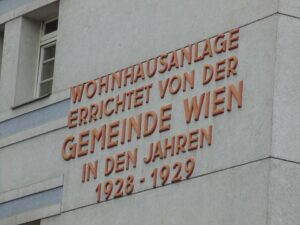 WOHNHAUSANLAGE
ERRICHTET VON DER
GEMEINDE WIEN
IN DEN JAHREN
1928 - 1929